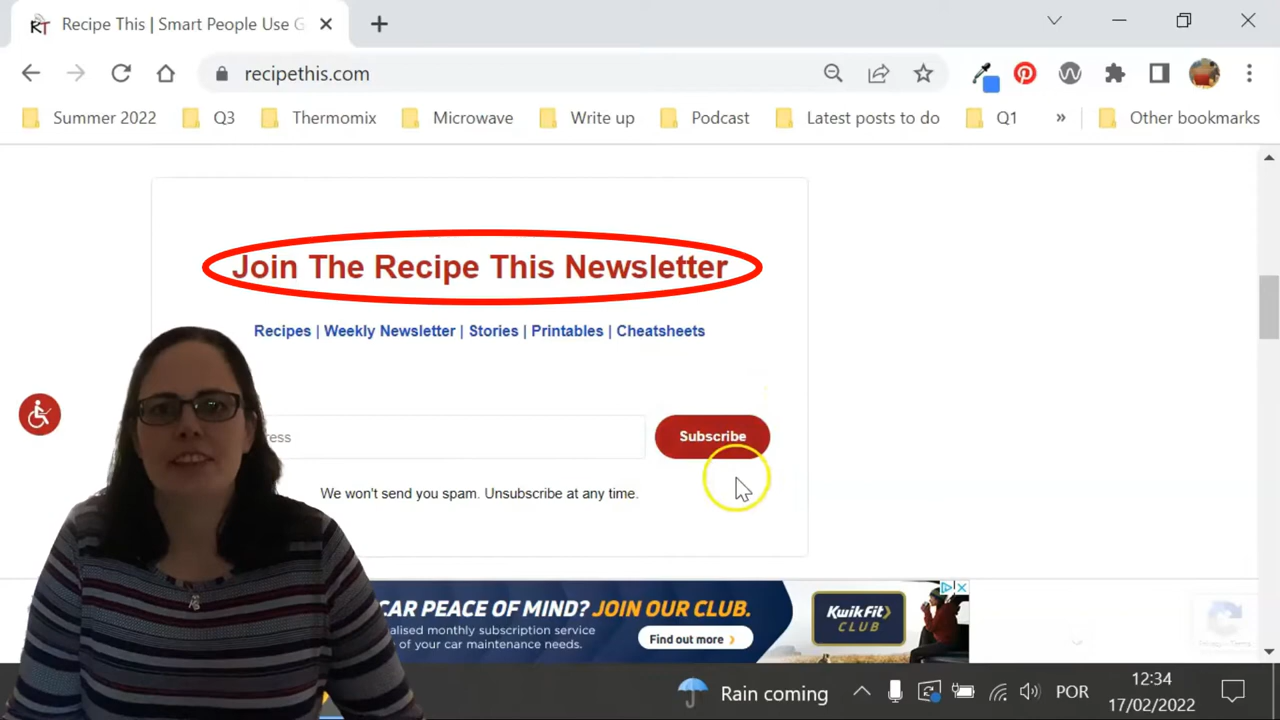 Recipe This | Smart People Use G
recipethis.com
Summer 2022 Q3 Thermomix Microwave Write up Podcast Latest posts to do Q1 » Other bookmarks
Join The Recipe This Newsletter
Recipes | Weekly Newsletter | Stories | Printables | Cheatsheets
ress
Subscribe
We won't send you spam. Unsubscribe at any time.
CAR PEACE OF MIND? JOIN OUR CLUB.
alised monthly subscription service
of your car maintenance needs.
Find out more
KwikFit
CLUB
Privacy - Terms
Rain coming
POR
12:34
17/02/2022